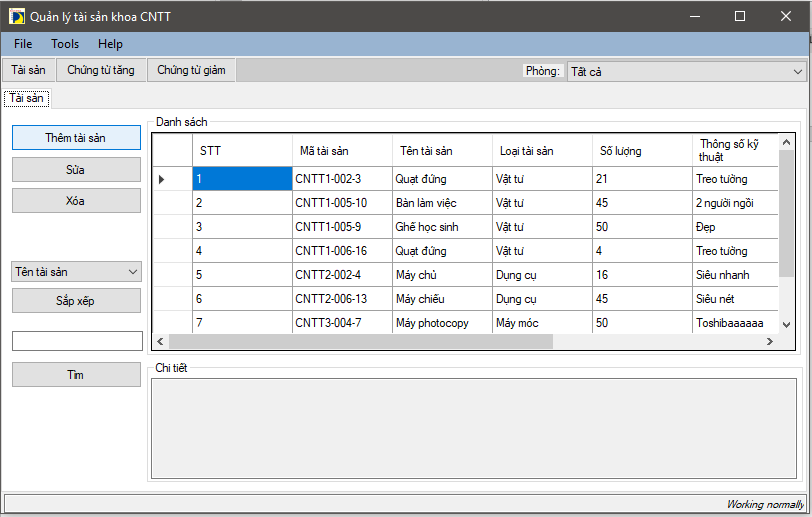 Quản lý tài sản khoa CNTT
File Tools Help
Tài sản Chứng từ tăng Chứng từ giảm Phòng: Tất cả
Tài sản
Thêm tài sản
Sửa
Xóa
Tên tài sản
Sắp xếp
Tìm
Danh sách
STT Mã tài sản Tên tài sản Loại tài sản Số lượng Thông số kỹ
thuật
1 CNTT1-002-3 Quạt đứng Vật tư 21 Treo tường
2 CNTT1-005-10 Bàn làm việc Vật tư 45 2 người ngồi
3 CNTT1-005-9 Ghế học sinh Vật tư 50 Đẹp
4 CNTT1-006-16 Quạt đứng Vật tư 4 Treo tường
5 CNTT2-002-4 Máy chủ Dụng cụ 16 Siêu nhanh
6 CNTT2-006-13 Máy chiếu Dụng cụ 45 Siêu nét
7 CNTT3-004-7 Máy photocopy Máy móc 50 Toshibaaaaaa
Chi tiết
Working normally